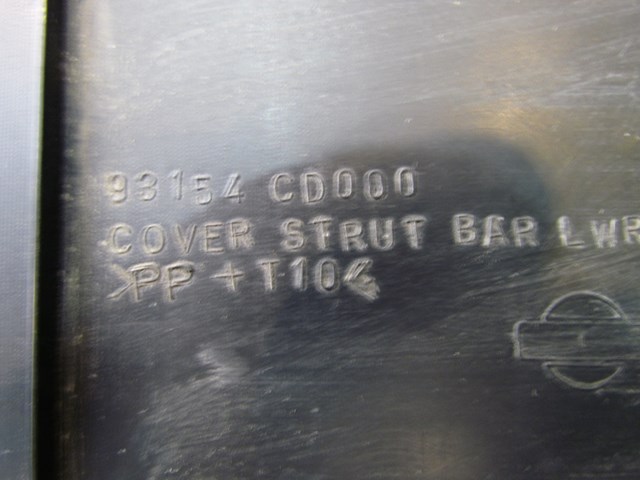 93154 CD000
COVER STRUT BAR LWR
>PP+T10<